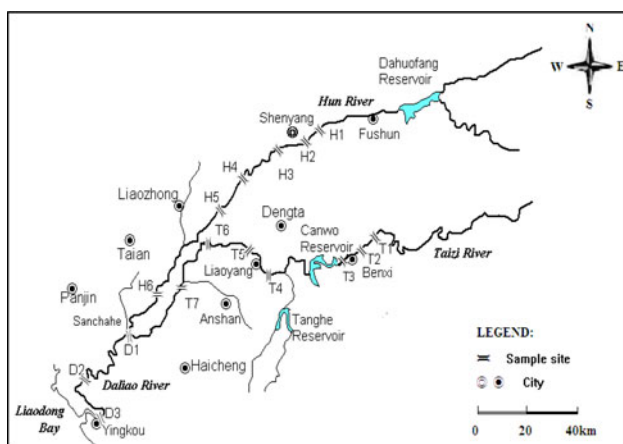 N
W E
S
Dahuofang
Reservoir
Hun River
Shenyang
H1
Fushun
H2
H3
H4
Liaozhong
H5
T6
Dengta
Canwo
Reservoir
T1
Taizi River
Taian
T5
T2
Liaoyang
T3
Benxi
T4
H6
Panjin
T7
Sanchahe
Anshan
Tanghe
Reservoir
D1
LEGEND:
Sample site
Haicheng
D2
Daliao River
City
Liaodong
Bay
D3
Yingkou
0 20 40km